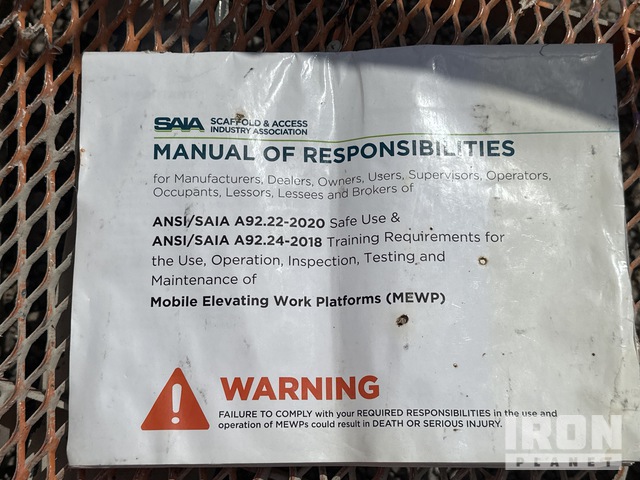 SAIA SCAFFOLD & ACCESS
INDUSTRY ASSOCIATION
MANUAL OF RESPONSIBILITIES
for Manufacturers, Dealers, Owners, Users, Supervisors, Operators,
Occupants, Lessors, Lessees and Brokers of
ANSI/SAIA A92.22-2020 Safe Use &
ANSI/SAIA A92.24-2018 Training Requirements for
the Use, Operation, Inspection, Testing and
Maintenance of
Mobile Elevating Work Platforms (MEWP)
WARNING
FAILURE TO COMPLY with your REQUIRED RESPONSIBILITIES in the use and
operation of MEWPs could result in DEATH OR SERIOUS INJURY.
IRON
PLANET